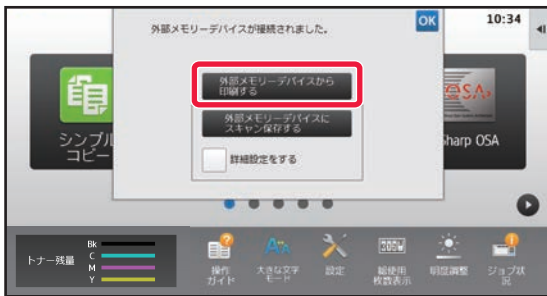 外部メモリーデバイスが接続されました。
OK
10:34
外部メモリーデバイスから
印刷する
外部メモリーデバイスに
スキャン保存する
詳細設定をする
シンプル
コピー
OSA
Sharp OSA
トナー残量
Bk
C
M
Y
操作
ガイド
大きな文字
モード
設定
総使用
枚数表示
明度調整
ジョブ状
況